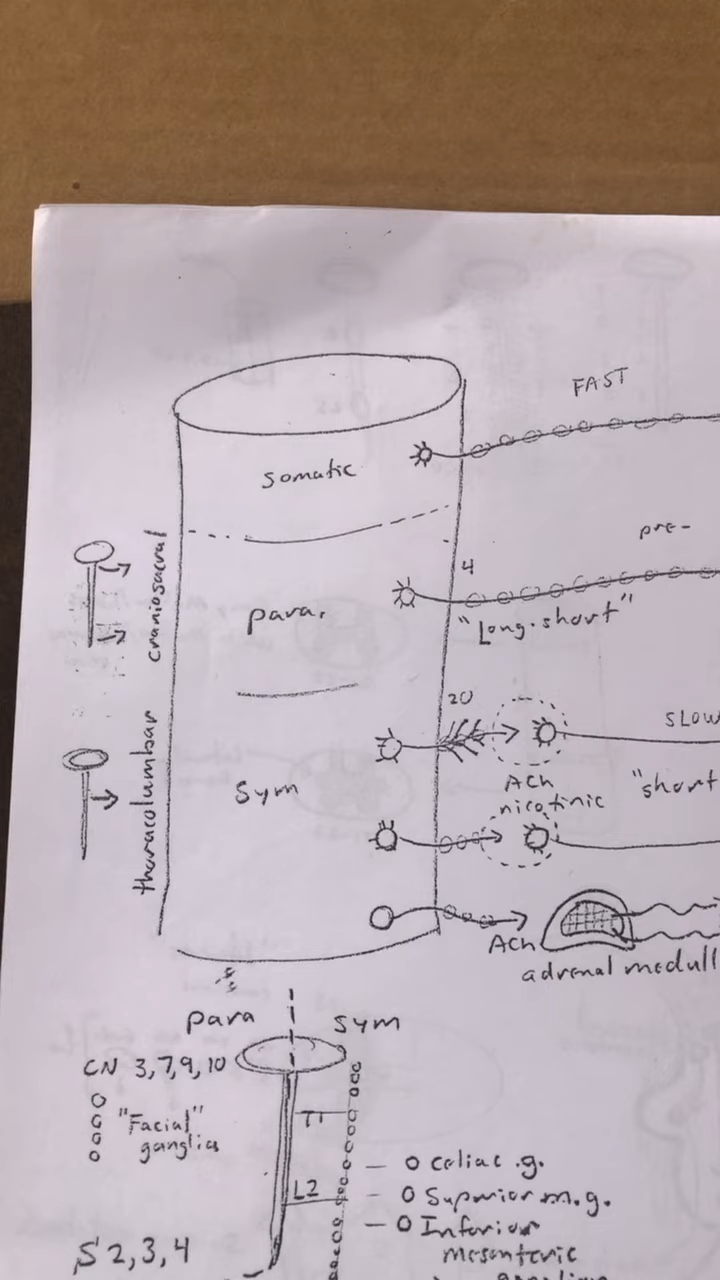 FAST
somatic
pre-
craniosacral
4
para.
"Long-short"
20
SLOW
thoracolumbar
Sym
ACh
nicotinic
"short
ACh
adrenal medull
para
sym
CN 3,7,9,10
"Facial"
ganglia
T1
L2
celiac g.
Superior m.g.
Inferior
mesenteric
S 2,3,4